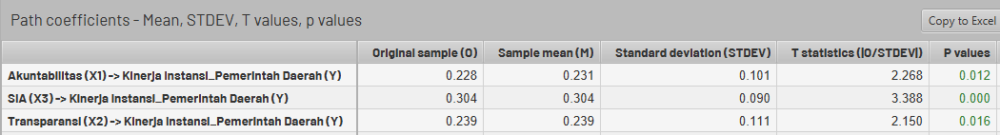 Path coefficients - Mean, STDEV, T values, p values Copy to Excel
Original sample (O) Sample mean (M) Standard deviation (STDEV) T statistics (|O/STDEV|) P values
Akuntabilitas (X1) -> Kinerja Instansi_Pemerintah Daerah (Y) 0.228 0.231 0.101 2.268 0.012
SIA (X3) -> Kinerja Instansi_Pemerintah Daerah (Y) 0.304 0.304 0.090 3.388 0.000
Transparansi (X2) -> Kinerja Instansi_Pemerintah Daerah (Y) 0.239 0.239 0.111 2.150 0.016